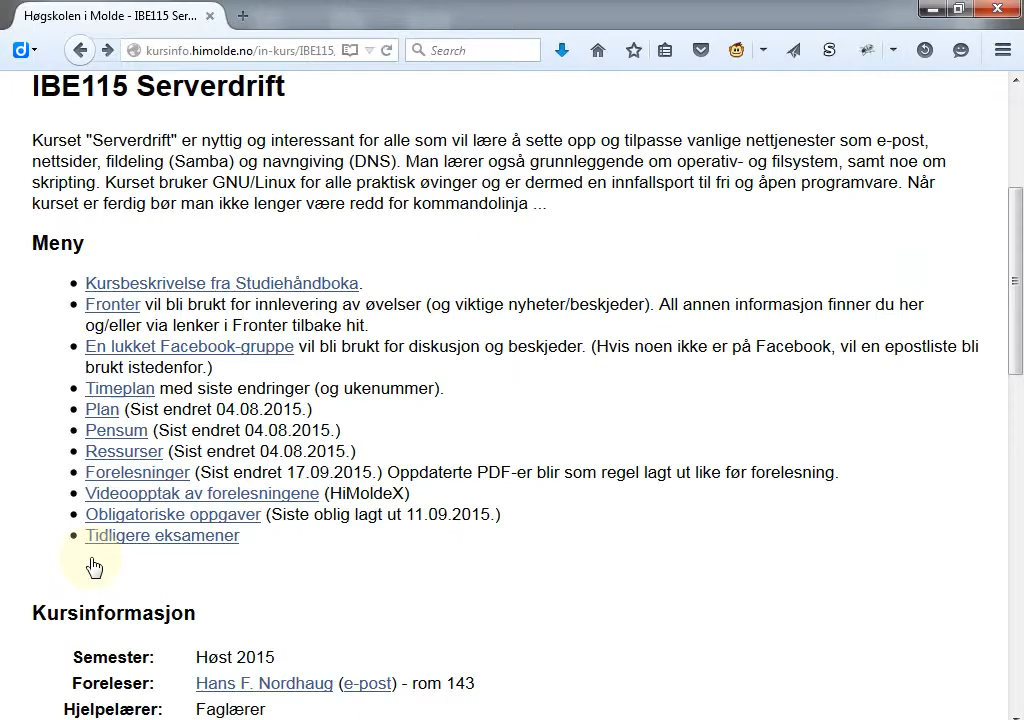 Høgskolen i Molde - IBE115 Ser...
kursinfo.himolde.no/in-kurs/IBE115,
Search
IBE115 Serverdrift
Kurset "Serverdrift" er nyttig og interessant for alle som vil lære å sette opp og tilpasse vanlige nettjenester som e-post,
nettsider, fildeling (Samba) og navngiving (DNS). Man lærer også grunnleggende om operativ- og filsystem, samt noe om
skripting. Kurset bruker GNU/Linux for alle praktisk øvinger og er dermed en innfallsport til fri og åpen programvare. Når
kurset er ferdig bør man ikke lenger være redd for kommandolinja ...
Meny
Kursbeskrivelse fra Studiehåndboka.
Fronter vil bli brukt for innlevering av øvelser (og viktige nyheter/beskjeder). All annen informasjon finner du her
og/eller via lenker i Fronter tilbake hit.
En lukket Facebook-gruppe vil bli brukt for diskusjon og beskjeder. (Hvis noen ikke er på Facebook, vil en epostliste bli
brukt istedenfor.)
Timeplan med siste endringer (og ukenummer).
Plan (Sist endret 04.08.2015.)
Pensum (Sist endret 04.08.2015.)
Ressurser (Sist endret 04.08.2015.)
Forelesninger (Sist endret 17.09.2015.) Oppdaterte PDF-er blir som regel lagt ut like før forelesning.
Videoopptak av forelesningene (HiMoldeX)
Obligatoriske oppgaver (Siste oblig lagt ut 11.09.2015.)
Tidligere eksamener
Kursinformasjon
Semester: Høst 2015
Foreleser: Hans F. Nordhaug (e-post) - rom 143
Hjelpelærer: Faglærer